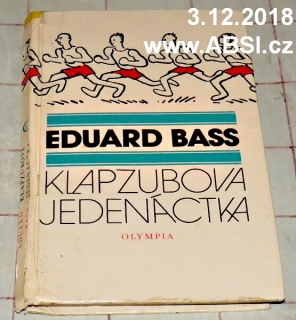 3.12.2018
www.ABSI.cz
EDUARD BASS
KLAPZUBOVA
JEDENÁCTKA
OLYMPIA